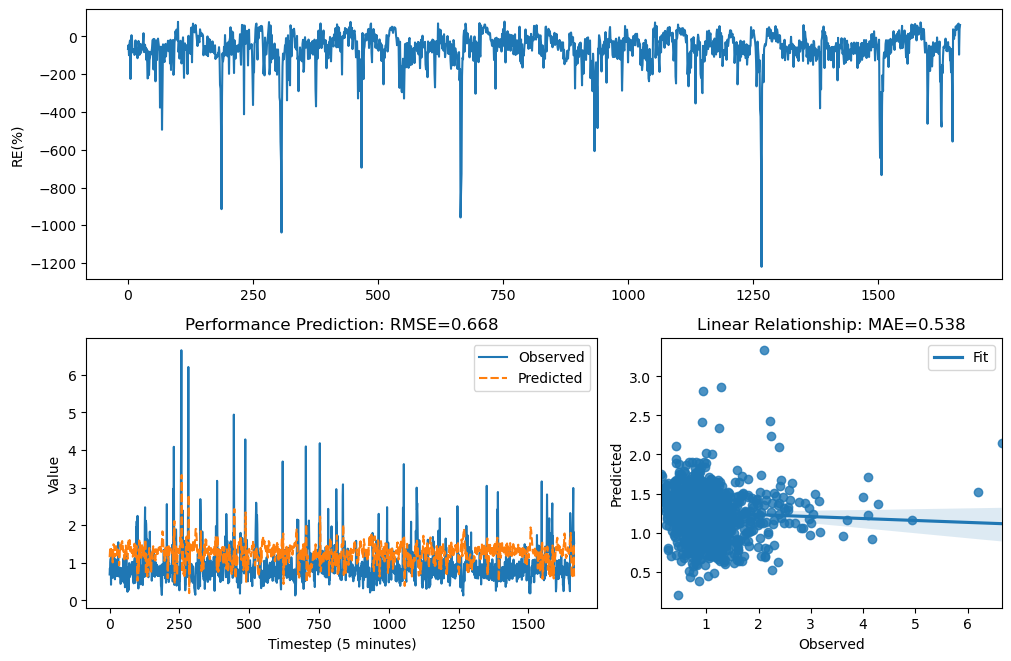 0
−200
−400
−600
−800
−1000
−1200
RE(%)
0 250 500 750 1000 1250 1500
Performance Prediction: RMSE=0.668
Observed
Predicted
6
5
4
3
2
1
0
Value
0 250 500 750 1000 1250 1500
Timestep (5 minutes)
Linear Relationship: MAE=0.538
Fit
3.0
2.5
2.0
1.5
1.0
0.5
Predicted
1 2 3 4 5 6
Observed